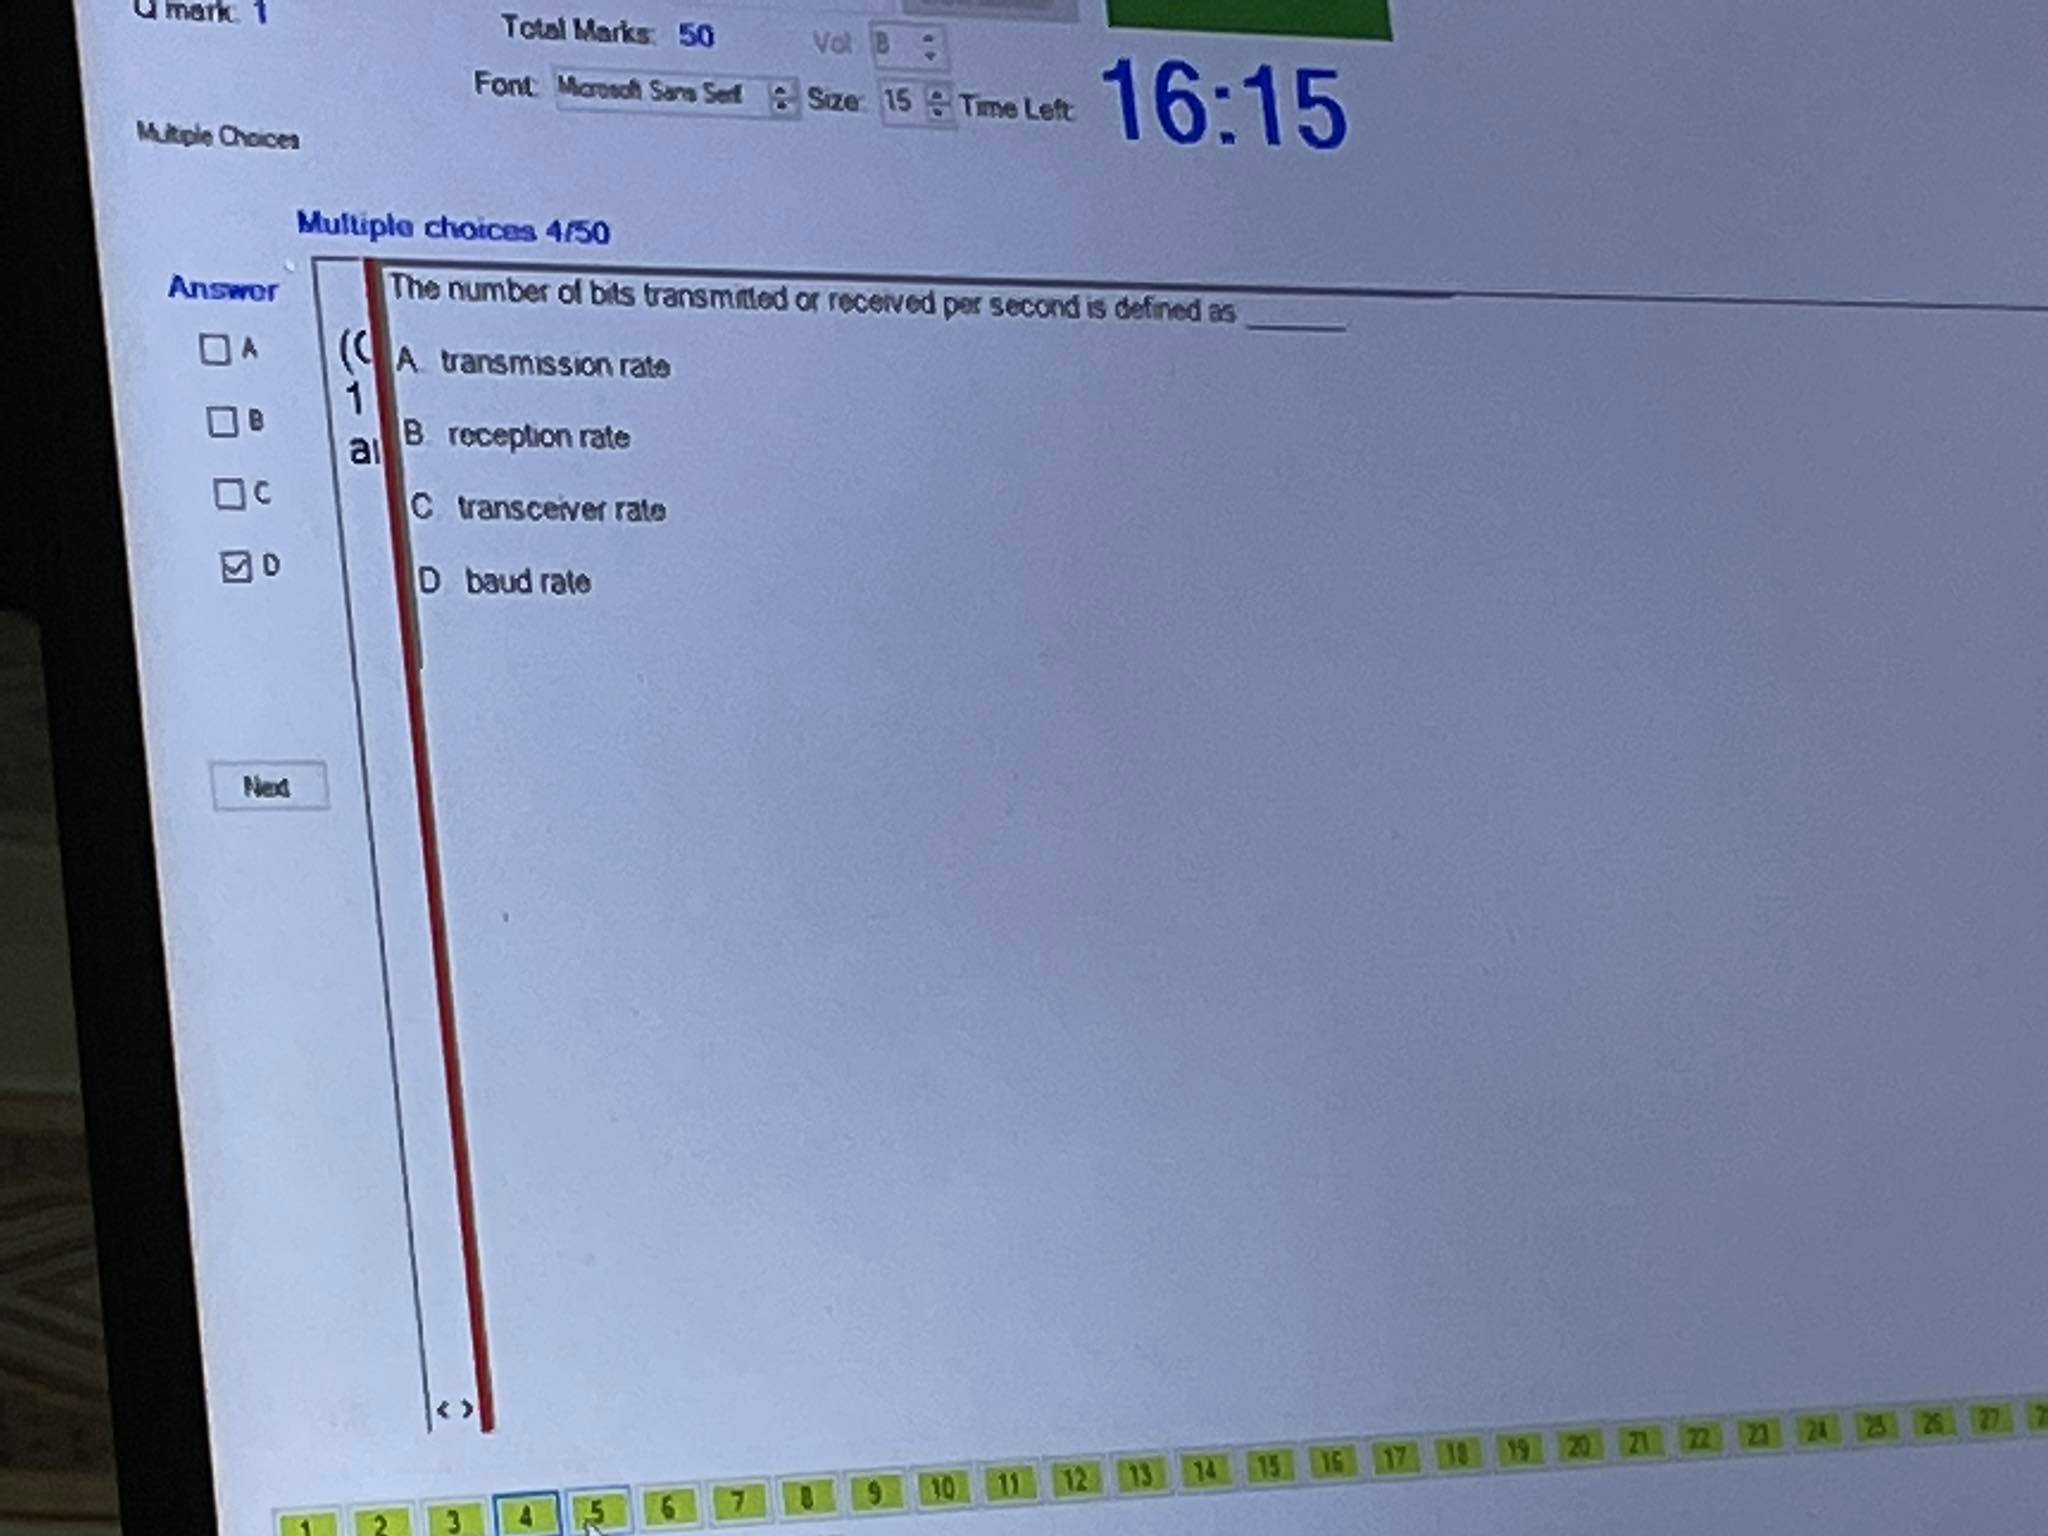 Q mark: 1
Total Marks: 50
Vol: 8
Font: Microsoft Sans Serif Size: 15 Time Left: 16:15
Multiple Choices
Multiple choices 4/50
Answer
The number of bits transmitted or received per second is defined as ______
A
A. transmission rate
B
B reception rate
C
C transceiver rate
D
D baud rate
(
1
Next
< >
1 2 3 4 5 6 7 8 9 10 11 12 13 14 15 16 17 18 19 20 21 22 23 24 25 26 27